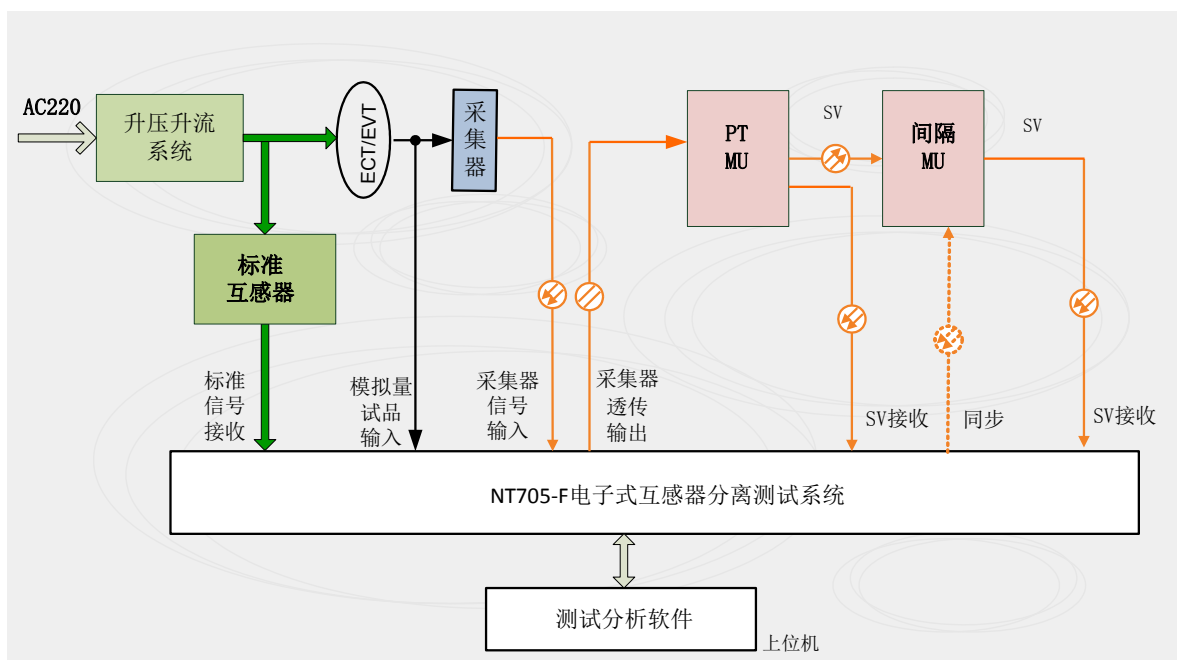 AC220
升压升流
系统
ECT/EVT
采
集
器
PT
MU
SV
间隔
MU
SV
标准
互感器
标准
信号
接收
模拟量
试品
输入
采集器
信号
输入
采集器
透传
输出
SV接收
同步
SV接收
NT705-F电子式互感器分离测试系统
测试分析软件
上位机